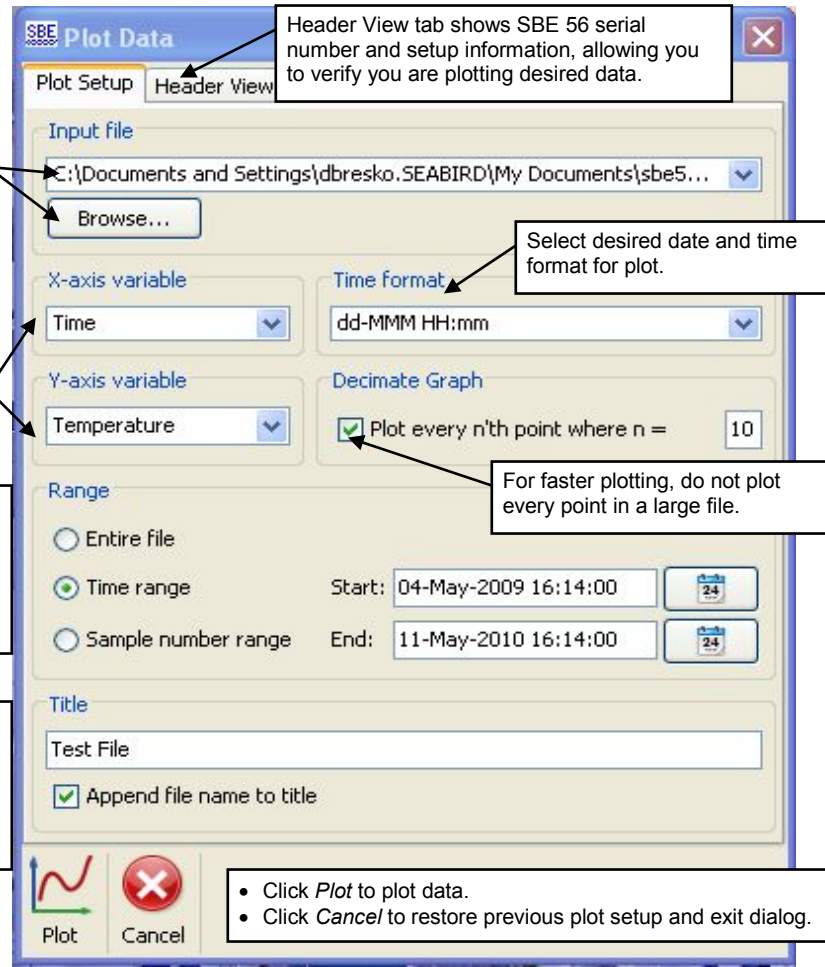 SBE Plot Data
Header View tab shows SBE 56 serial
number and setup information, allowing you
to verify you are plotting desired data.
Plot Setup Header View
Input file
C:\Documents and Settings\dbresko.SEABIRD\My Documents\sbe5...
Browse...
Select desired date and time
format for plot.
X-axis variable Time format
Time dd-MMM HH:mm
Y-axis variable Decimate Graph
Temperature Plot every n'th point where n = 10
For faster plotting, do not plot
every point in a large file.
Range
Entire file
Time range Start: 04-May-2009 16:14:00 24
Sample number range End: 11-May-2010 16:14:00 24
Title
Test File
Append file name to title
• Click Plot to plot data.
• Click Cancel to restore previous plot setup and exit dialog.
Plot Cancel